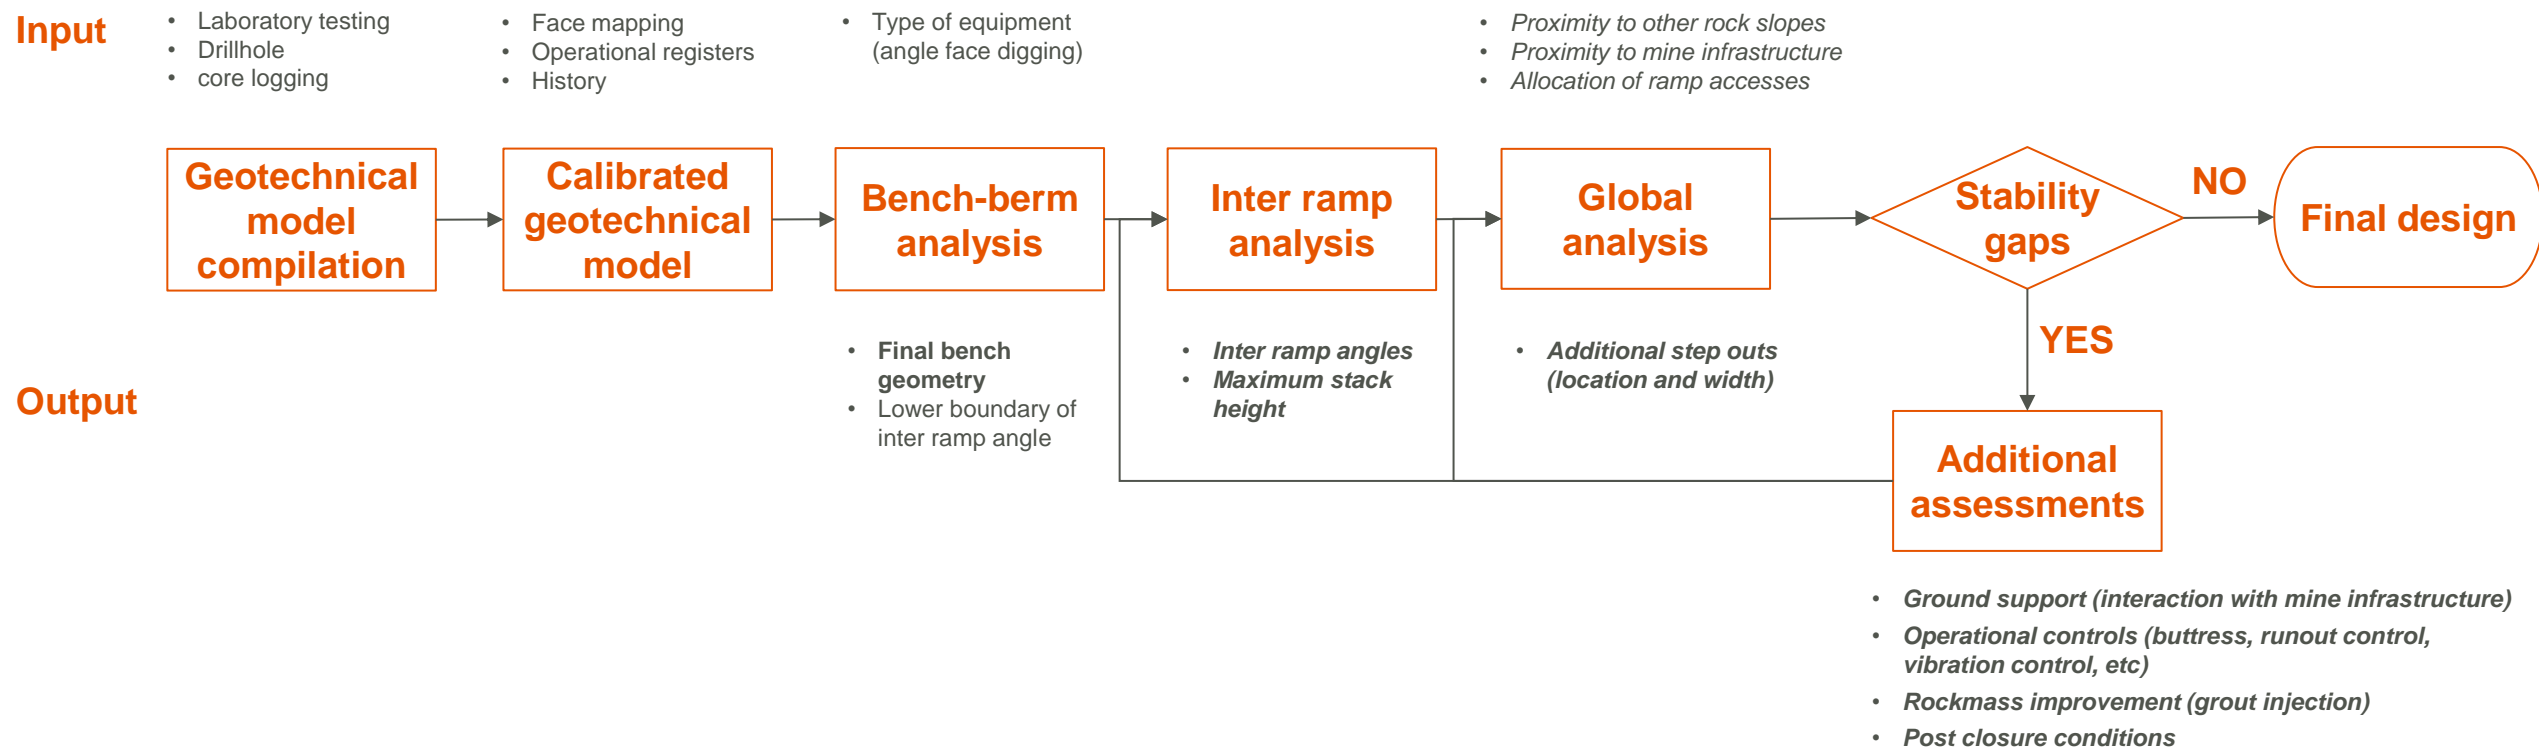 Input
• Laboratory testing
• Drillhole
• core logging
• Face mapping
• Operational registers
• History
• Type of equipment
(angle face digging)
• Proximity to other rock slopes
• Proximity to mine infrastructure
• Allocation of ramp accesses
Geotechnical
model
compilation
Calibrated
geotechnical
model
Bench-berm
analysis
Inter ramp
analysis
Global
analysis
Stability
gaps
NO
Final design
YES
Output
• Final bench
geometry
• Lower boundary of
inter ramp angle
• Inter ramp angles
• Maximum stack
height
• Additional step outs
(location and width)
Additional
assessments
• Ground support (interaction with mine infrastructure)
• Operational controls (buttress, runout control,
vibration control, etc)
• Rockmass improvement (grout injection)
• Post closure conditions